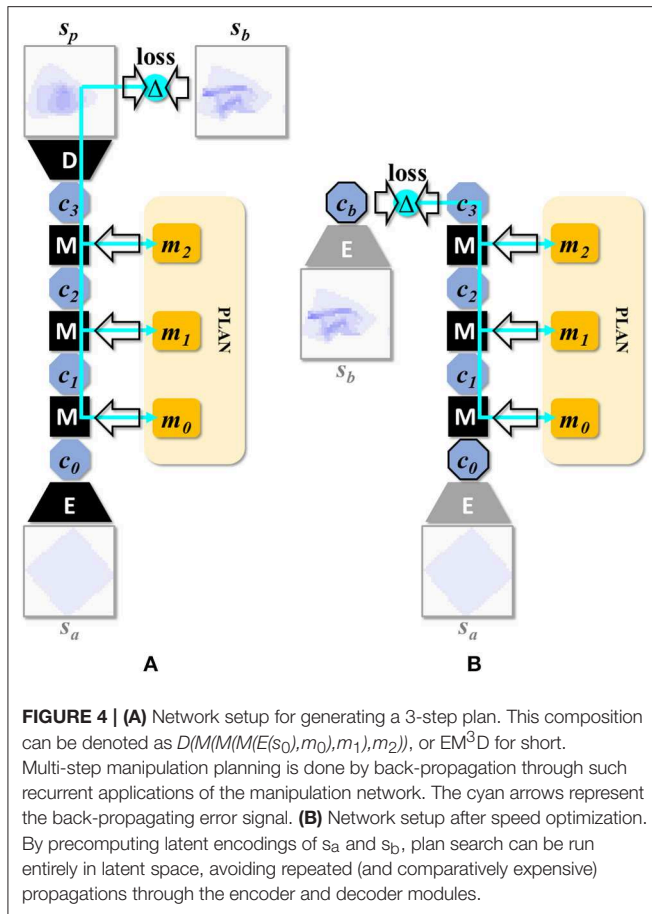 s_p
s_b
loss
Δ
D
c_3
M
m_2
c_2
M
m_1
c_1
M
m_0
c_0
E
s_a
PLAN
A
loss
c_b
Δ
c_3
E
s_b
M
m_2
c_2
M
m_1
c_1
M
m_0
c_0
E
s_a
PLAN
B
FIGURE 4 | (A) Network setup for generating a 3-step plan. This composition
can be denoted as D(M(M(M(E(s_0),m_0),m_1),m_2)), or EM^3D for short.
Multi-step manipulation planning is done by back-propagation through such
recurrent applications of the manipulation network. The cyan arrows represent
the back-propagating error signal. (B) Network setup after speed optimization.
By precomputing latent encodings of s_a and s_b, plan search can be run
entirely in latent space, avoiding repeated (and comparatively expensive)
propagations through the encoder and decoder modules.